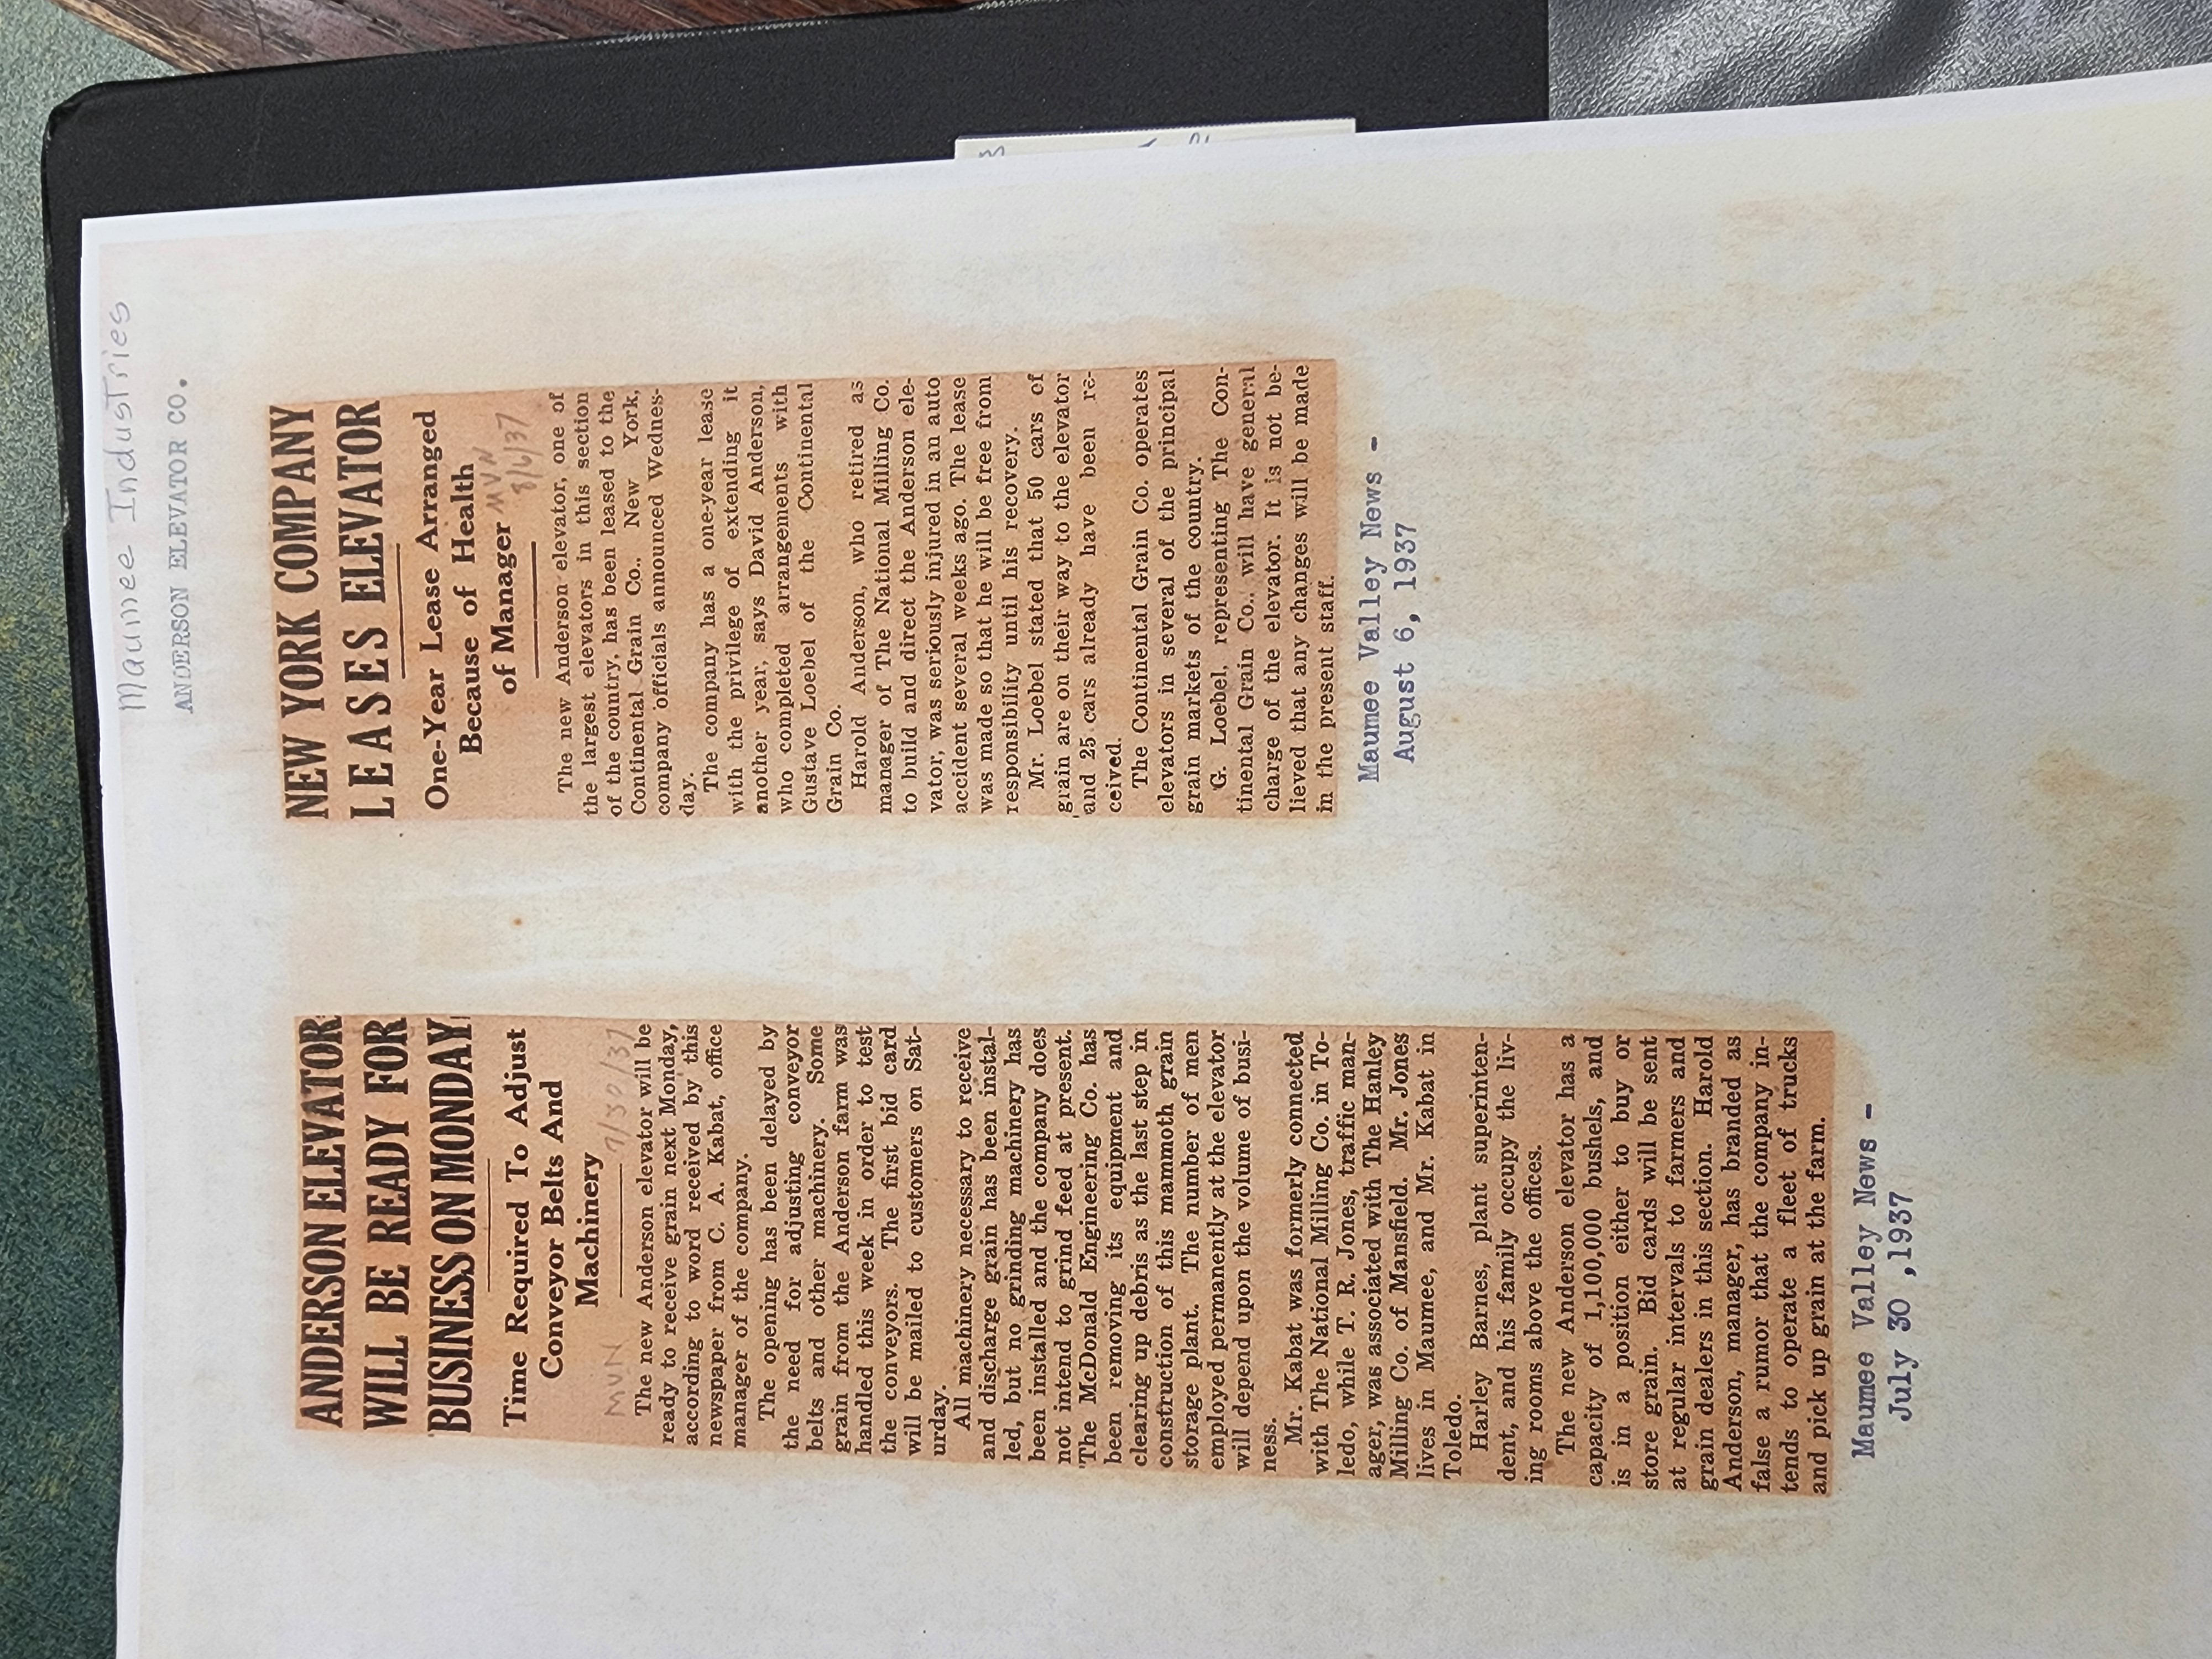 Maumee Industries
ANDERSON ELEVATOR CO.
ANDERSON ELEVATOR
WILL BE READY FOR
BUSINESS ON MONDAY
Time Required To Adjust
Conveyor Belts And
Machinery
MVN 7/30/37
The new Anderson elevator will be
ready to receive grain next Monday,
according to word received by this
newspaper from C. A. Kabat, office
manager of the company.
The opening has been delayed by
the need for adjusting conveyor
belts and other machinery. Some
grain from the Anderson farm was
handled this week in order to test
the conveyors. The first bid card
will be mailed to customers on Sat-
urday.
All machinery necessary to receive
and discharge grain has been instal-
led, but no grinding machinery has
been installed and the company does
not intend to grind feed at present.
The McDonald Engineering Co. has
been removing its equipment and
clearing up debris as the last step in
construction of this mammoth grain
storage plant. The number of men
employed permanently at the elevator
will depend upon the volume of busi-
ness.
Mr. Kabat was formerly connected
with The National Milling Co. in To-
ledo, while T. R. Jones, traffic man-
ager, was associated with The Hanley
Milling Co. of Mansfield. Mr. Jones
lives in Maumee, and Mr. Kabat in
Toledo.
Harley Barnes, plant superinten-
dent, and his family occupy the liv-
ing rooms above the offices.
The new Anderson elevator has a
capacity of 1,100,000 bushels, and
is in a position either to buy or
store grain. Bid cards will be sent
at regular intervals to farmers and
grain dealers in this section. Harold
Anderson, manager, has branded as
false a rumor that the company in-
tends to operate a fleet of trucks
and pick up grain at the farm.
Maumee Valley News -
July 30 ,1937
NEW YORK COMPANY
LEASES ELEVATOR
One-Year Lease Arranged
Because of Health
of Manager
MVN
8/6/37
The new Anderson elevator, one of
the largest elevators in this section
of the country, has been leased to the
Continental Grain Co., New York,
company officials announced Wednes-
day.
The company has a one-year lease
with the privilege of extending it
another year, says David Anderson,
who completed arrangements with
Gustave Loebel of the Continental
Grain Co.
Harold Anderson, who retired as
manager of The National Milling Co.
to build and direct the Anderson ele-
vator, was seriously injured in an auto
accident several weeks ago. The lease
was made so that he will be free from
responsibility until his recovery.
Mr. Loebel stated that 50 cars of
grain are on their way to the elevator
and 25 cars already have been re-
ceived.
The Continental Grain Co. operates
elevators in several of the principal
grain markets of the country.
G. Loebel, representing The Con-
tinental Grain Co., will have general
charge of the elevator. It is not be-
lieved that any changes will be made
in the present staff.
Maumee Valley News -
August 6, 1937